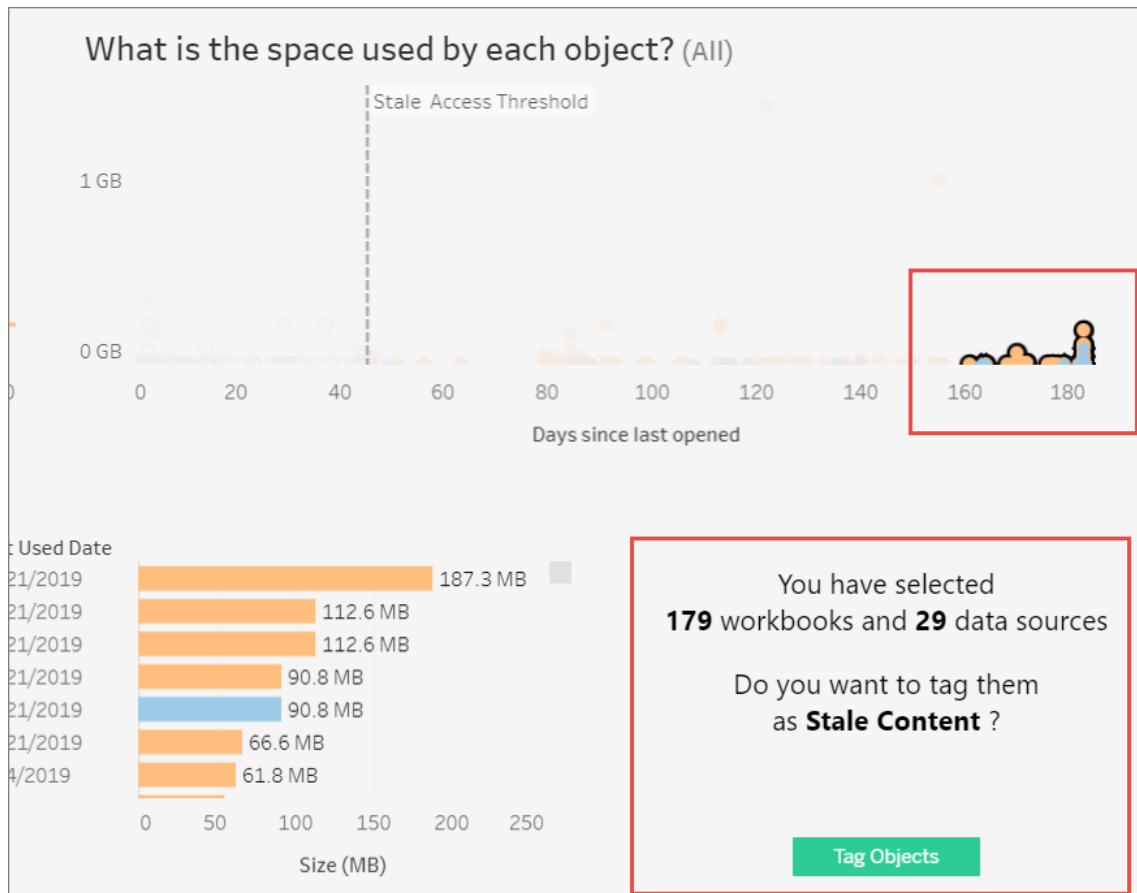 What is the space used by each object? (All)
Stale Access Threshold
1 GB
0 GB
0 20 40 60 80 100 120 140 160 180
Days since last opened
Used Date
21/2019 187.3 MB
21/2019 112.6 MB
21/2019 112.6 MB
21/2019 90.8 MB
21/2019 90.8 MB
21/2019 66.6 MB
4/2019 61.8 MB
0 50 100 150 200 250
Size (MB)
You have selected
179 workbooks and 29 data sources
Do you want to tag them
as Stale Content ?
Tag Objects